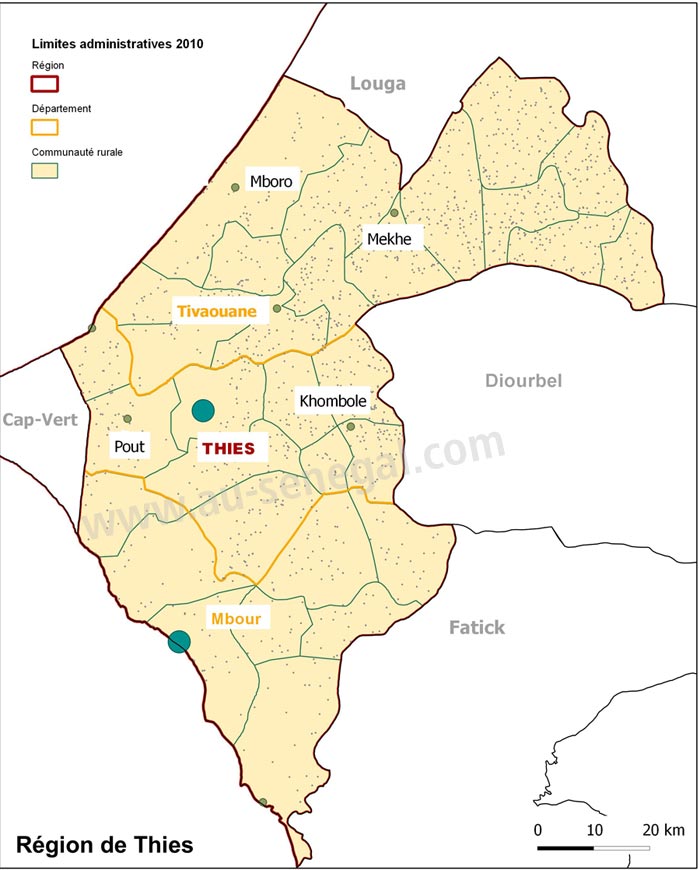 Limites administratives 2010
Région
Département
Communauté rurale
Louga
Mboro
Mekhe
Tivaouane
Diourbel
Khombole
Cap-Vert
Pout
THIES
www.au-senegal.com
Mbour
Fatick
Région de Thies
0 10 20 km